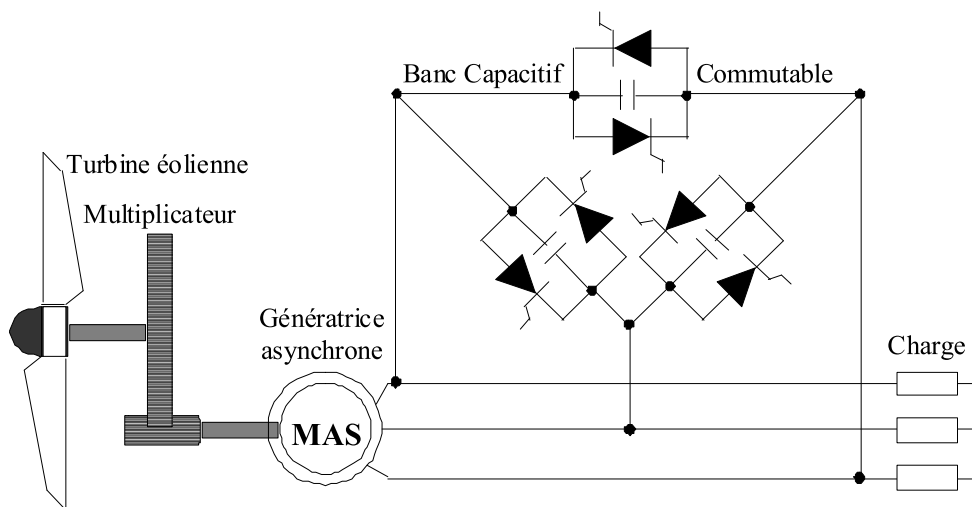 Banc Capacitif
Commutable
Turbine éolienne
Multiplicateur
Génératrice
asynchrone
Charge
MAS